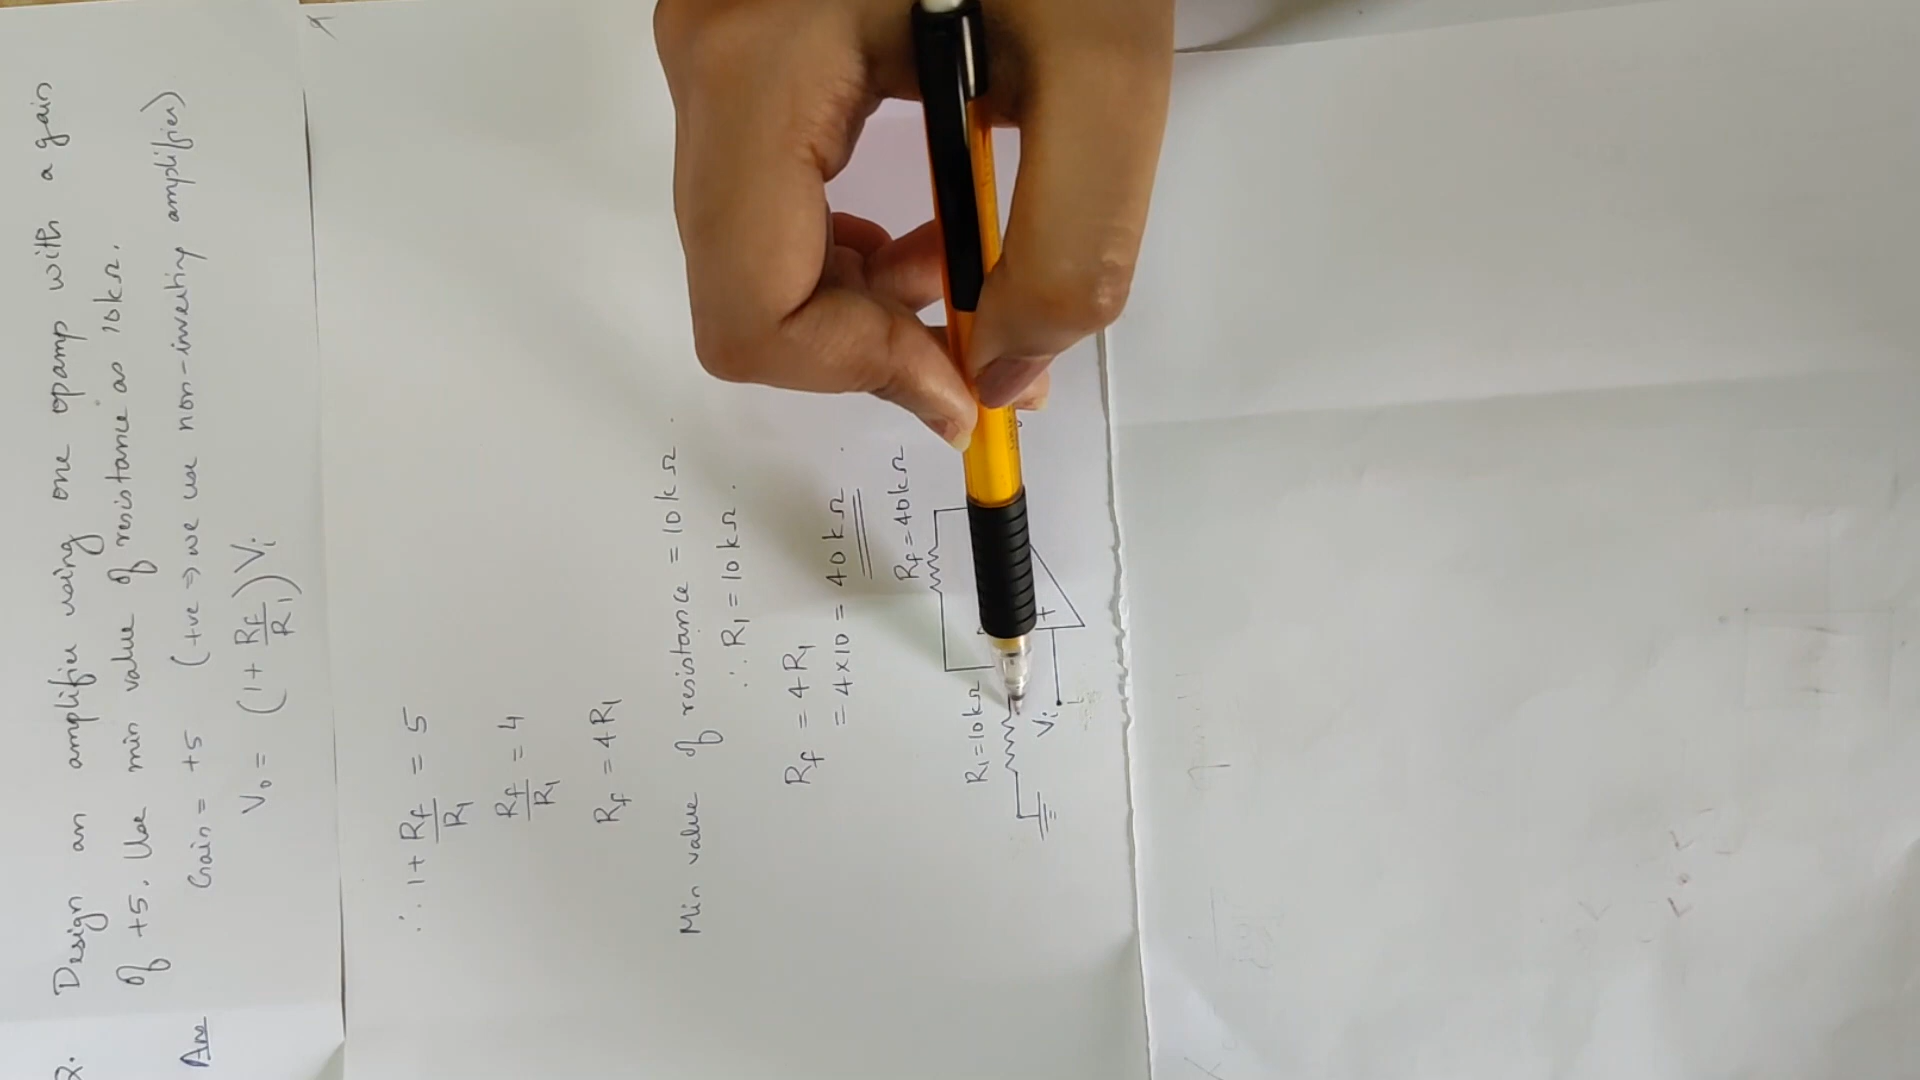 2. Design an amplifier using one opamp with a gain
of +5. Use min value of resistance as 10kΩ.
Ans Gain = +5 (+ve ⇒ we use non-inverting amplifier)
V₀ = (1 + Rf/R₁) Vi
∴ 1 + Rf/R₁ = 5
Rf/R₁ = 4
Rf = 4R₁
Min value of resistance = 10kΩ.
∴ R₁ = 10kΩ.
Rf = 4R₁
= 4×10 = 40kΩ.
Rf = 40kΩ
R₁ = 10kΩ
+
Vi